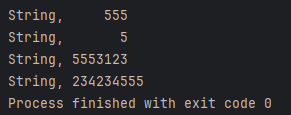 String,     555
String,       5
String, 5553123
String, 234234555
Process finished with exit code 0